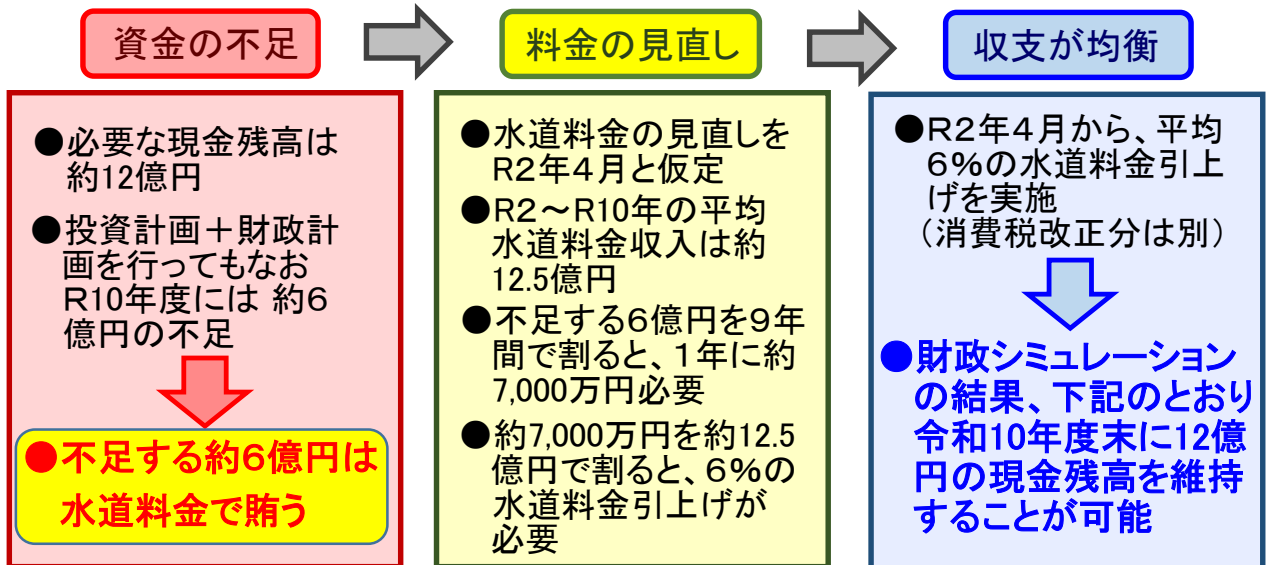 資金の不足
料金の見直し
収支が均衡
●必要な現金残高は
約12億円
●投資計画＋財政計
画を行ってもなお
R10年度には 約6
億円の不足
●不足する約6億円は
水道料金で賄う
●水道料金の見直しを
R2年4月と仮定
●R2～R10年の平均
水道料金収入は約
12.5億円
●不足する6億円を9年
間で割ると、1年に約
7,000万円必要
●約7,000万円を約12.5
億円で割ると、6％の
水道料金引上げが
必要
●R2年4月から、平均
6％の水道料金引上
げを実施
（消費税改正分は別）
●財政シミュレーション
の結果、下記のとおり
令和10年度末に12億
円の現金残高を維持
することが可能